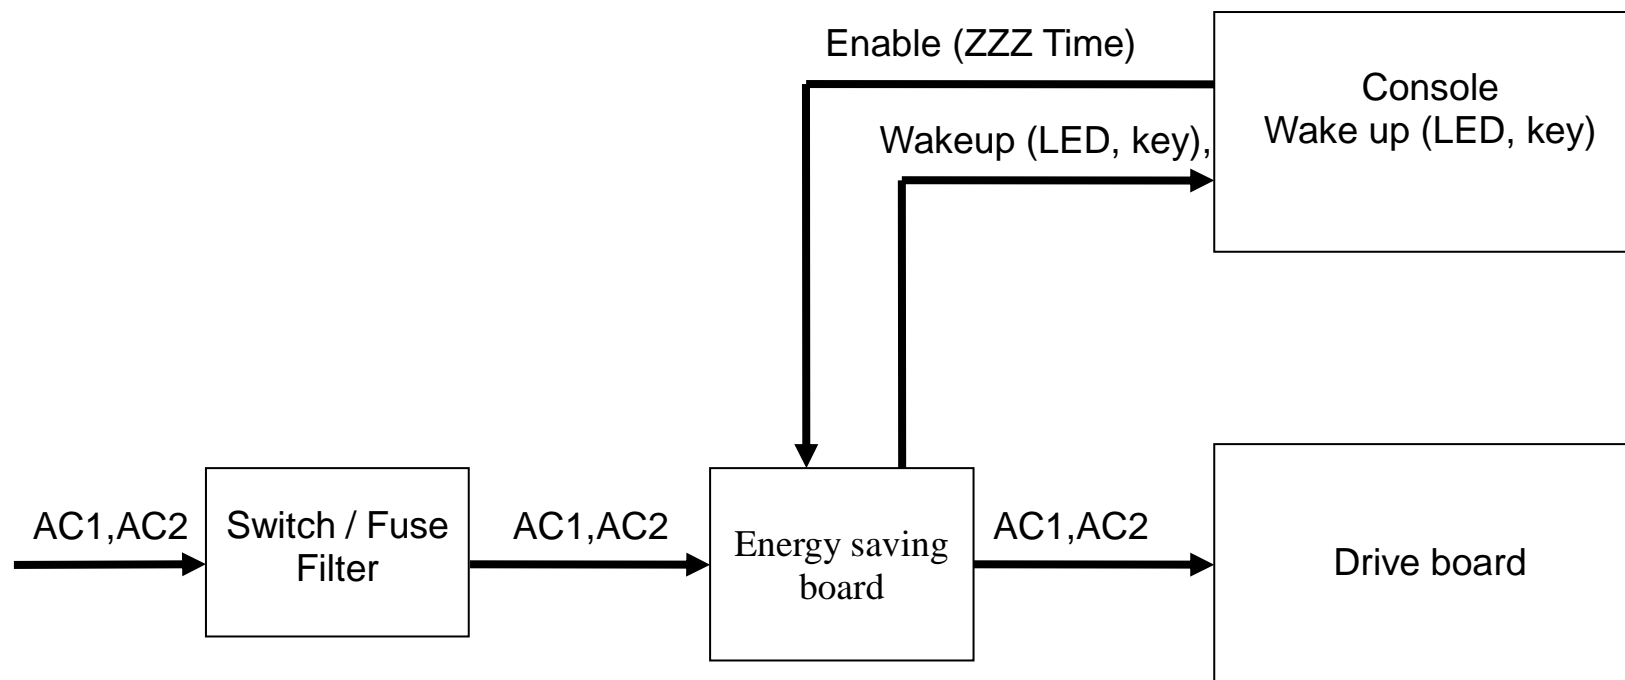 Enable (ZZZ Time)
Console
Wake up (LED, key)
Wakeup (LED, key),
AC1,AC2
Switch / Fuse
Filter
AC1,AC2
Energy saving
board
AC1,AC2
Drive board